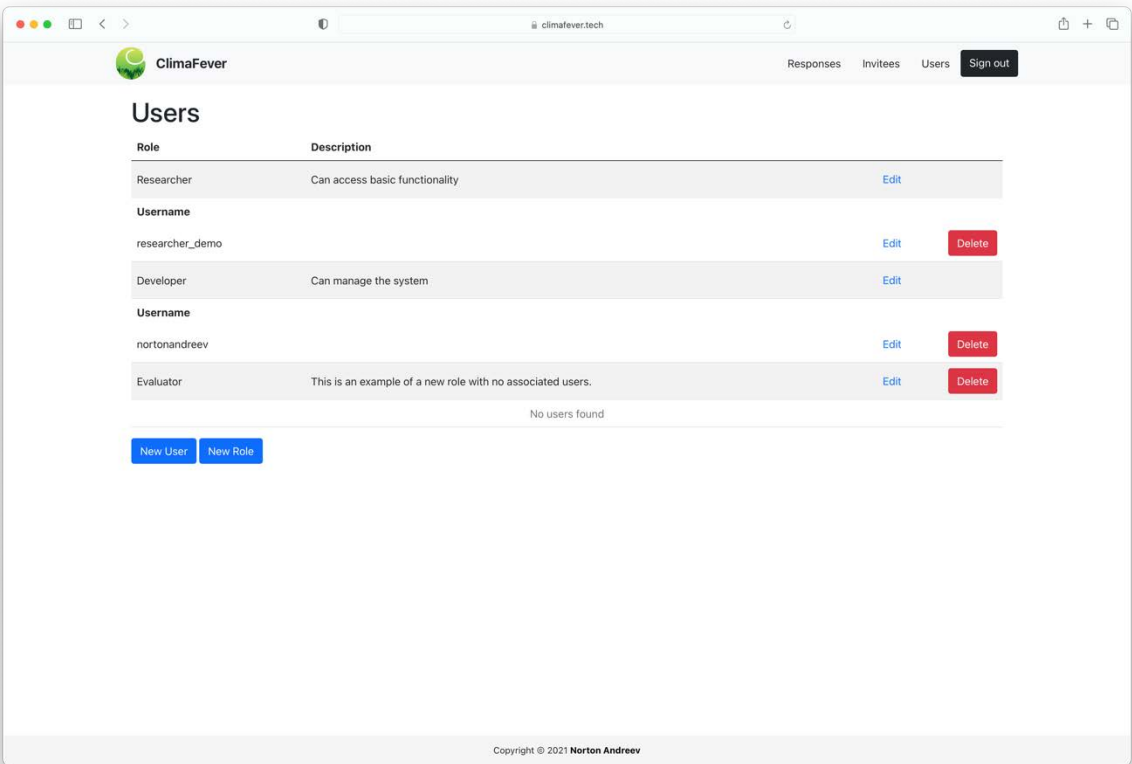 climafever.tech
ClimaFever Responses Invitees Users Sign out
Users
Role Description
Researcher Can access basic functionality Edit
Username
researcher_demo Edit Delete
Developer Can manage the system Edit
Username
nortonandreev Edit Delete
Evaluator This is an example of a new role with no associated users. Edit Delete
No users found
New User New Role
Copyright © 2021 Norton Andreev